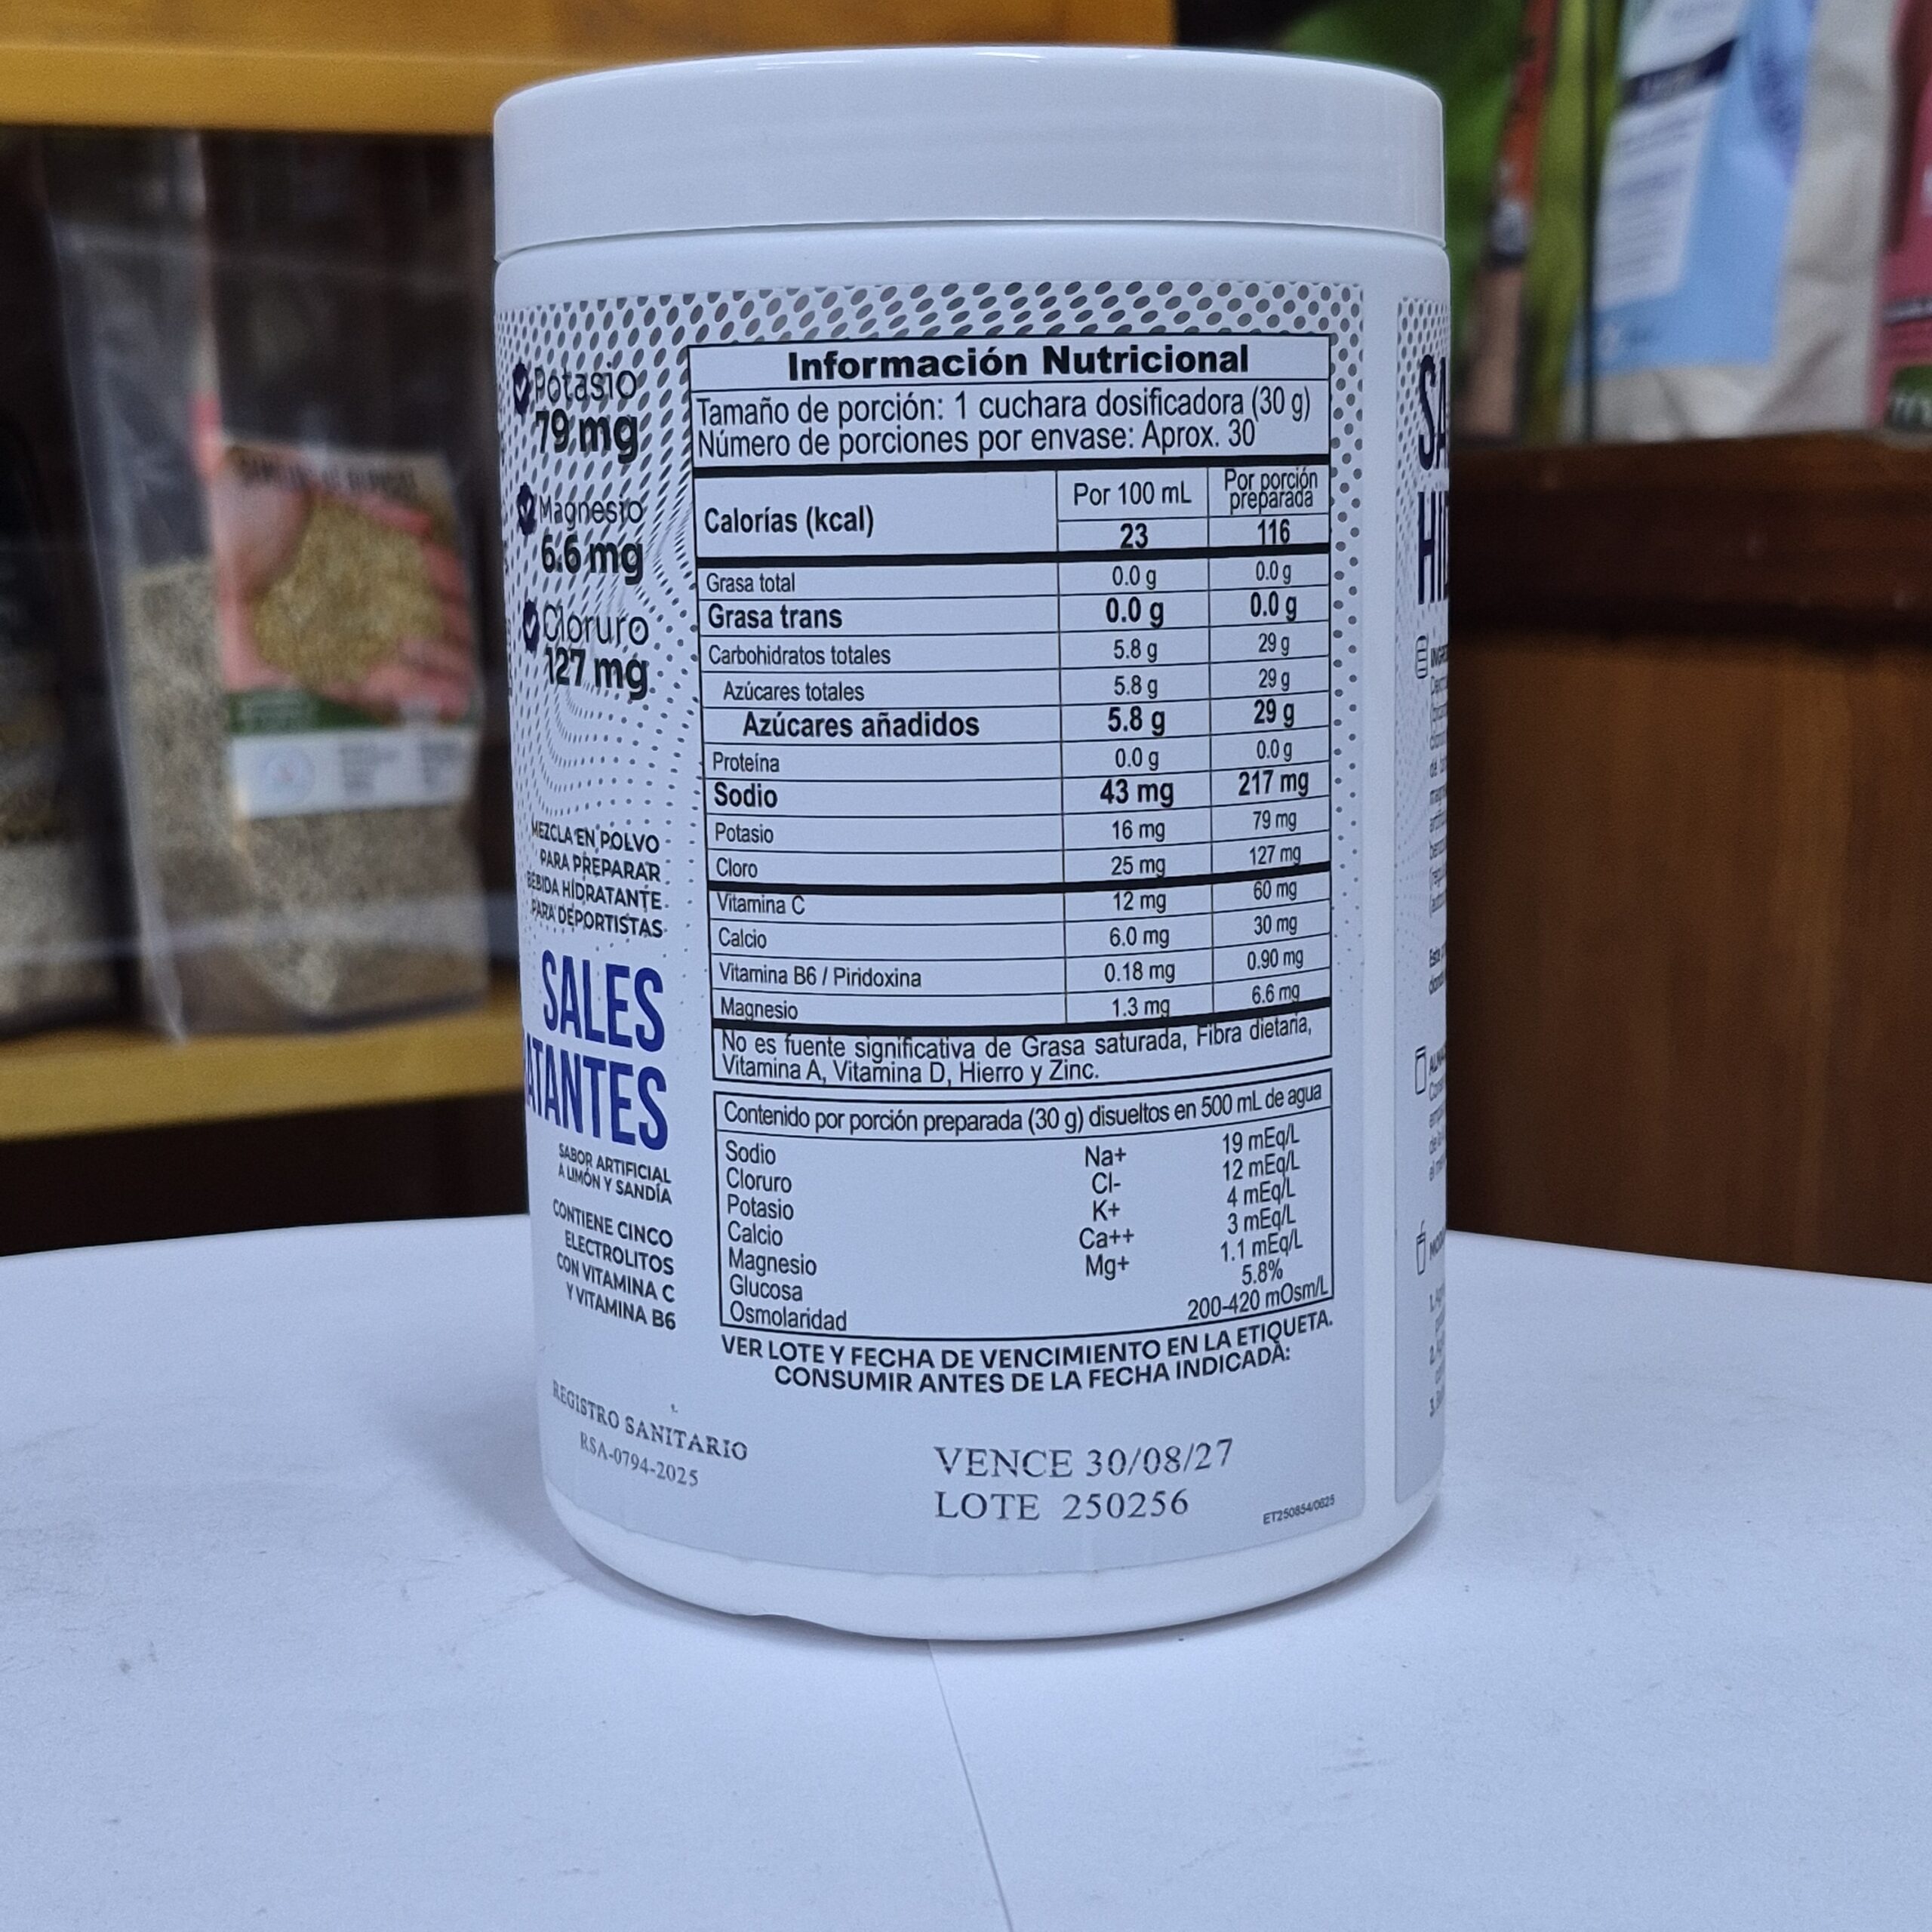 Potasio
79 mg
Magnesio
6.6 mg
Cloruro
127 mg
MEZCLA EN POLVO
PARA PREPARAR
BEBIDA HIDRATANTE
PARA DEPORTISTAS
SALES
ATANTES
SABOR ARTIFICIAL
A LIMÓN Y SANDÍA
CONTIENE CINCO
ELECTROLITOS
CON VITAMINA C
Y VITAMINA B6
REGISTRO SANITARIO
RSA-0794-2025
Información Nutricional
Tamaño de porción: 1 cuchara dosificadora (30 g)
Número de porciones por envase: Aprox. 30
Calorías (kcal) Por 100 mL Por porción preparada
23 116
Grasa total 0.0 g 0.0 g
Grasa trans 0.0 g 0.0 g
Carbohidratos totales 5.8 g 29 g
Azúcares totales 5.8 g 29 g
Azúcares añadidos 5.8 g 29 g
Proteína 0.0 g 0.0 g
Sodio 43 mg 217 mg
Potasio 16 mg 79 mg
Cloro 25 mg 127 mg
Vitamina C 12 mg 60 mg
Calcio 6.0 mg 30 mg
Vitamina B6 / Piridoxina 0.18 mg 0.90 mg
Magnesio 1.3 mg 6.6 mg
No es fuente significativa de Grasa saturada, Fibra dietaria,
Vitamina A, Vitamina D, Hierro y Zinc.
Contenido por porción preparada (30 g) disueltos en 500 mL de agua
Sodio Na+ 19 mEq/L
Cloruro Cl- 12 mEq/L
Potasio K+ 4 mEq/L
Calcio Ca++ 3 mEq/L
Magnesio Mg+ 1.1 mEq/L
Glucosa 5.8%
Osmolaridad 200-420 mOsm/L
VER LOTE Y FECHA DE VENCIMIENTO EN LA ETIQUETA.
CONSUMIR ANTES DE LA FECHA INDICADA:
VENCE 30/08/27
LOTE 250256
ET250854/0625